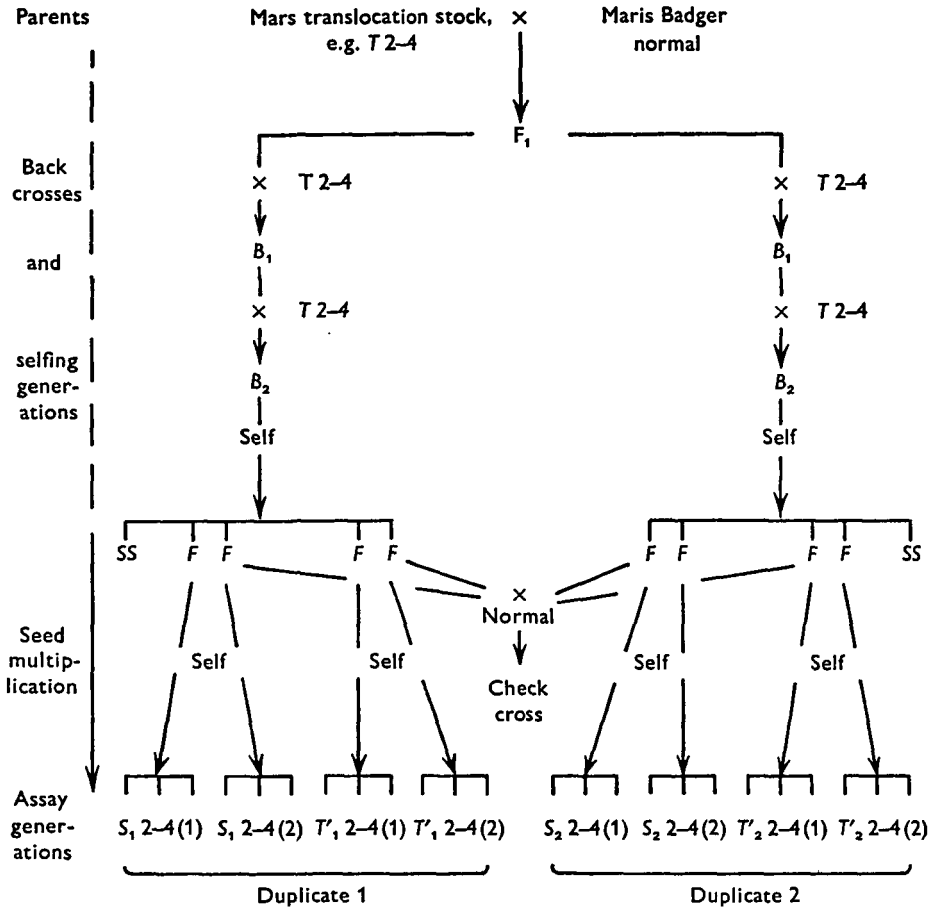 Parents
Mars translocation stock,
e.g. T 2–4
×
Maris Badger
normal
F₁
Back
crosses
× T 2–4
× T 2–4
B₁
B₁
and
× T 2–4
× T 2–4
selfing
gener-
ations
B₂
B₂
Self
Self
SS F F F F
F F F F SS
×
Normal
Seed
multip-
lication
Self
Self
Self
Self
Check
cross
Assay
gener-
ations
S₁ 2–4 (1) S₁ 2–4 (2) T′₁ 2–4 (1) T′₁ 2–4 (2)
S₂ 2–4 (1) S₂ 2–4 (2) T′₂ 2–4 (1) T′₂ 2–4 (2)
Duplicate 1
Duplicate 2